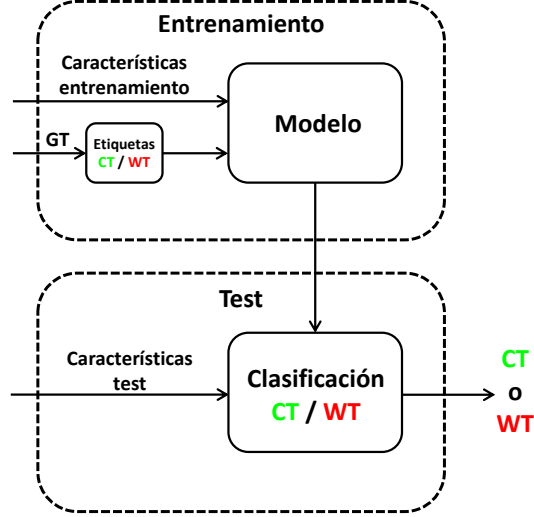 Entrenamiento
Características
entrenamiento
Modelo
GT
Etiquetas
CT / WT
Test
Características
test
Clasificación
CT / WT
CT
o
WT